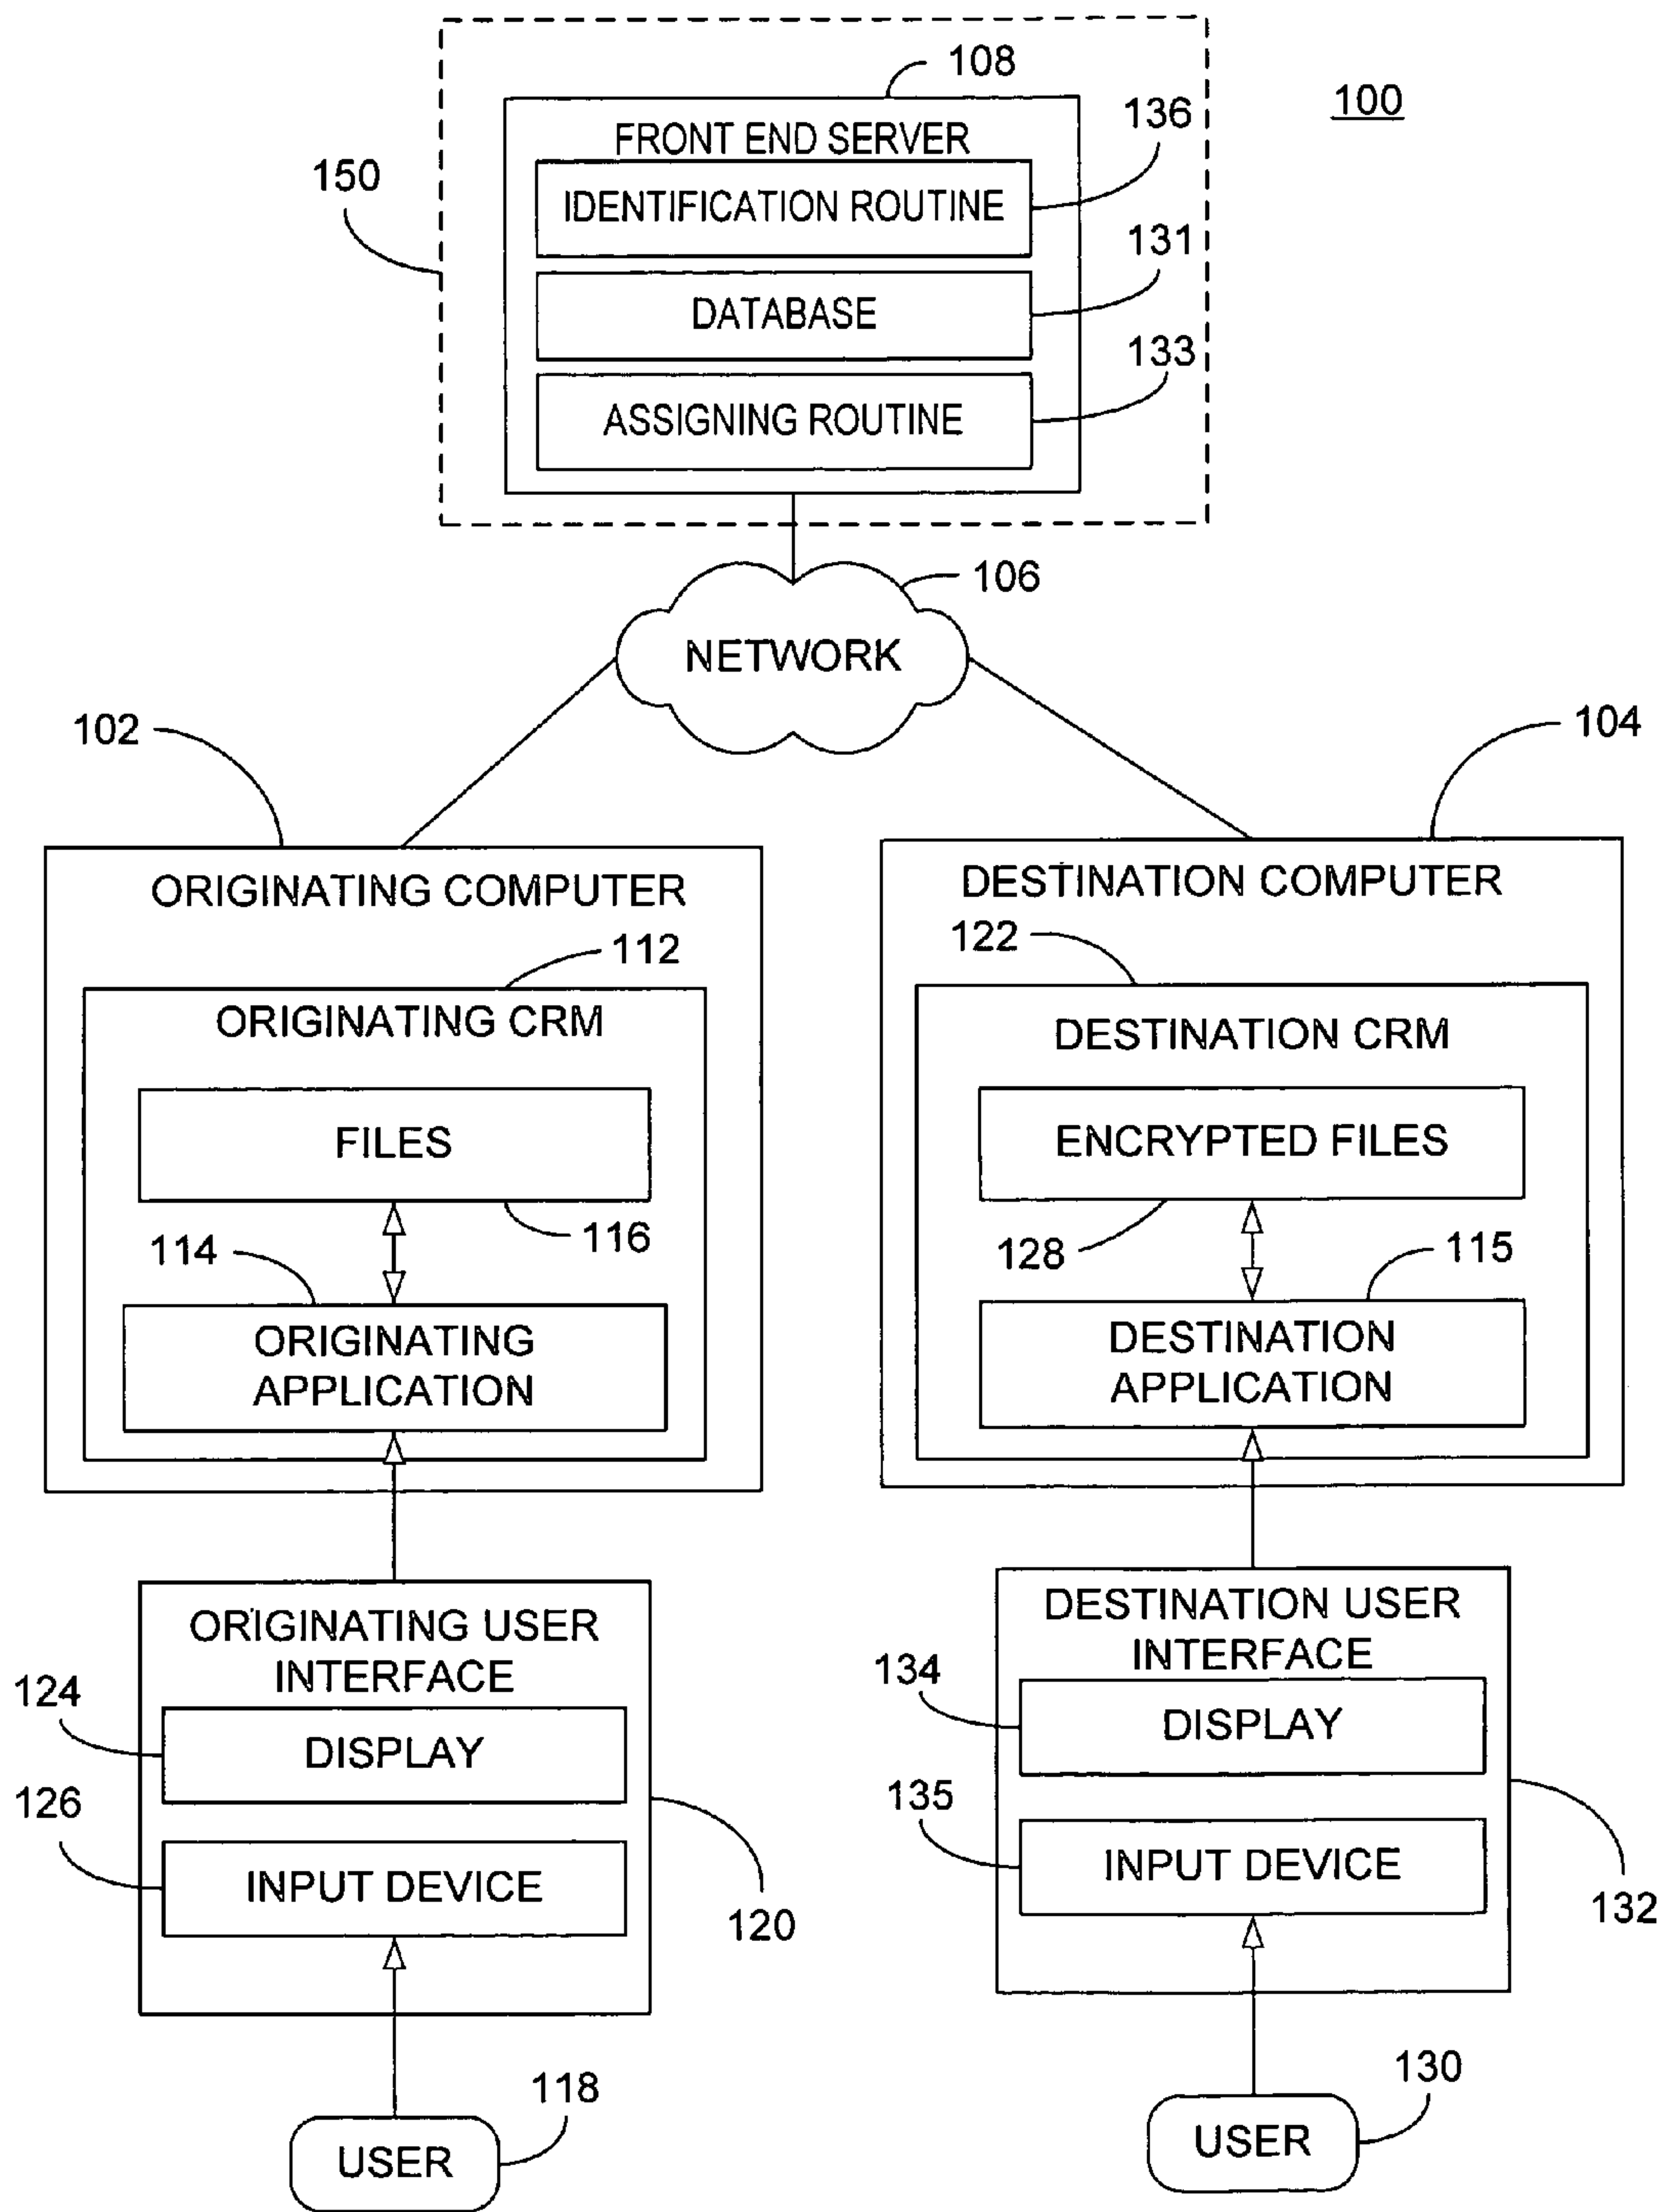 108
100
FRONT END SERVER
136
150
IDENTIFICATION ROUTINE
131
DATABASE
133
ASSIGNING ROUTINE
106
NETWORK
102
104
ORIGINATING COMPUTER
112
ORIGINATING CRM
FILES
116
114
ORIGINATING
APPLICATION
DESTINATION COMPUTER
122
DESTINATION CRM
ENCRYPTED FILES
128
115
DESTINATION
APPLICATION
ORIGINATING USER
INTERFACE
124
DISPLAY
126
INPUT DEVICE
120
118
USER
DESTINATION USER
INTERFACE
134
DISPLAY
135
INPUT DEVICE
132
130
USER